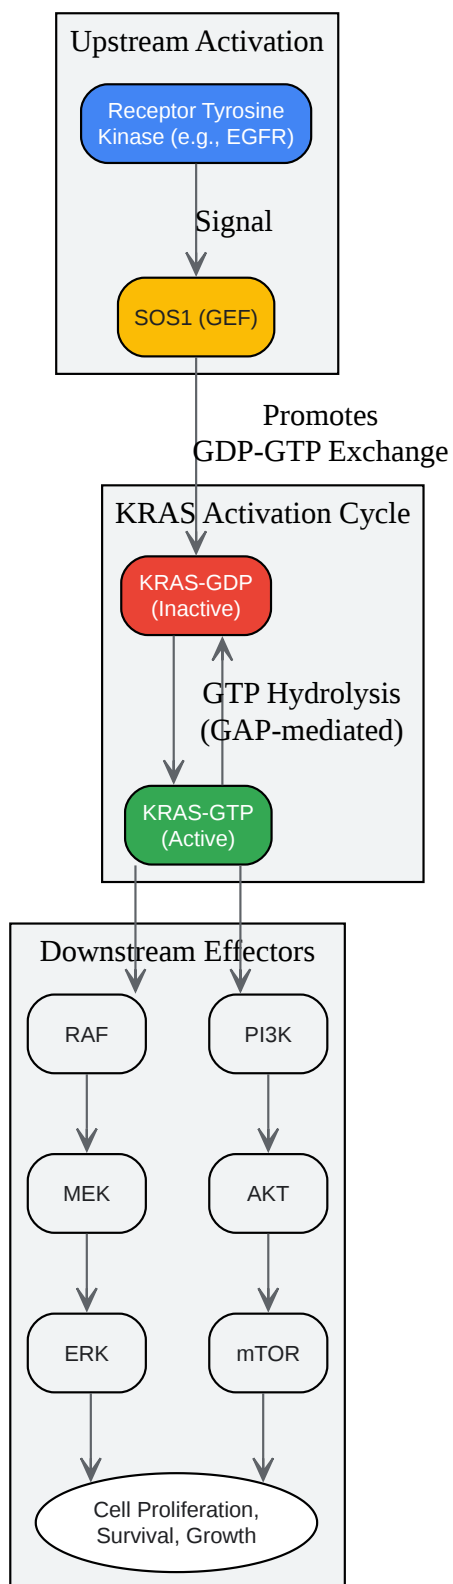 Upstream Activation
Receptor Tyrosine
Kinase (e.g., EGFR)
Signal
SOS1 (GEF)
Promotes
GDP-GTP Exchange
KRAS Activation Cycle
KRAS-GDP
(Inactive)
GTP Hydrolysis
(GAP-mediated)
KRAS-GTP
(Active)
Downstream Effectors
RAF
PI3K
MEK
AKT
ERK
mTOR
Cell Proliferation,
Survival, Growth